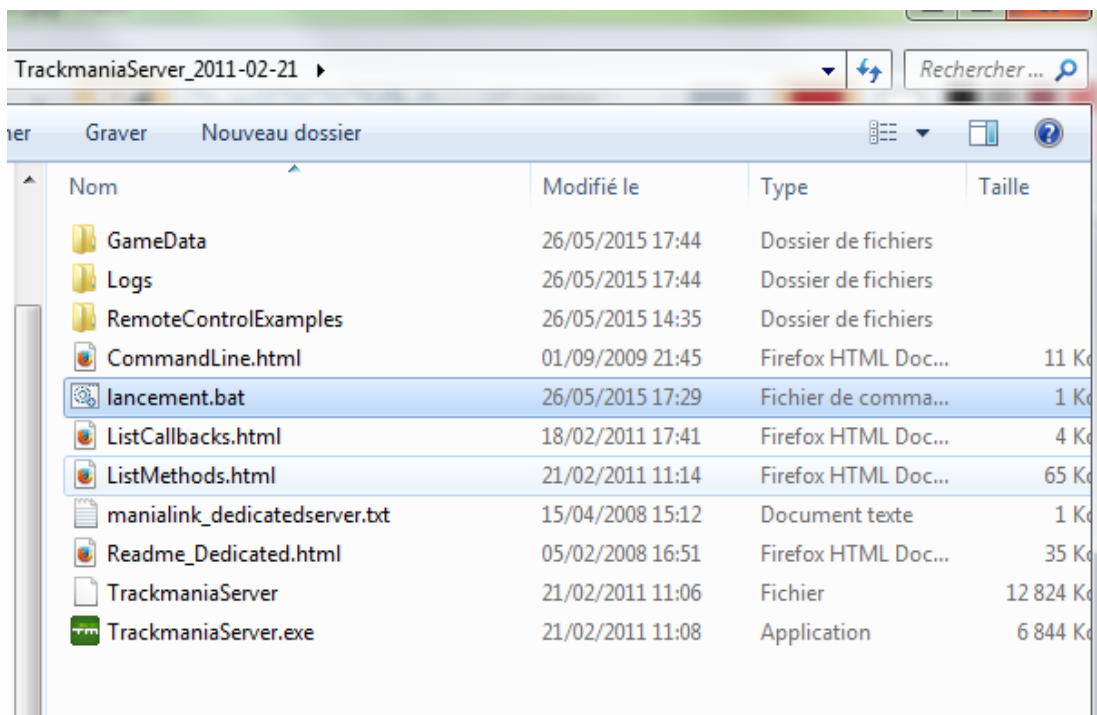 TrackmaniaServer_2011-02-21
Rechercher ...
Graver Nouveau dossier
Nom Modifié le Type Taille
GameData 26/05/2015 17:44 Dossier de fichiers
Logs 26/05/2015 17:44 Dossier de fichiers
RemoteControlExamples 26/05/2015 14:35 Dossier de fichiers
CommandLine.html 01/09/2009 21:45 Firefox HTML Doc... 11 Ko
lancement.bat 26/05/2015 17:29 Fichier de comma... 1 Ko
ListCallbacks.html 18/02/2011 17:41 Firefox HTML Doc... 4 Ko
ListMethods.html 21/02/2011 11:14 Firefox HTML Doc... 65 Ko
manialink_dedicatedserver.txt 15/04/2008 15:12 Document texte 1 Ko
Readme_Dedicated.html 05/02/2008 16:51 Firefox HTML Doc... 35 Ko
TrackmaniaServer 21/02/2011 11:06 Fichier 12 824 Ko
TrackmaniaServer.exe 21/02/2011 11:08 Application 6 844 Ko